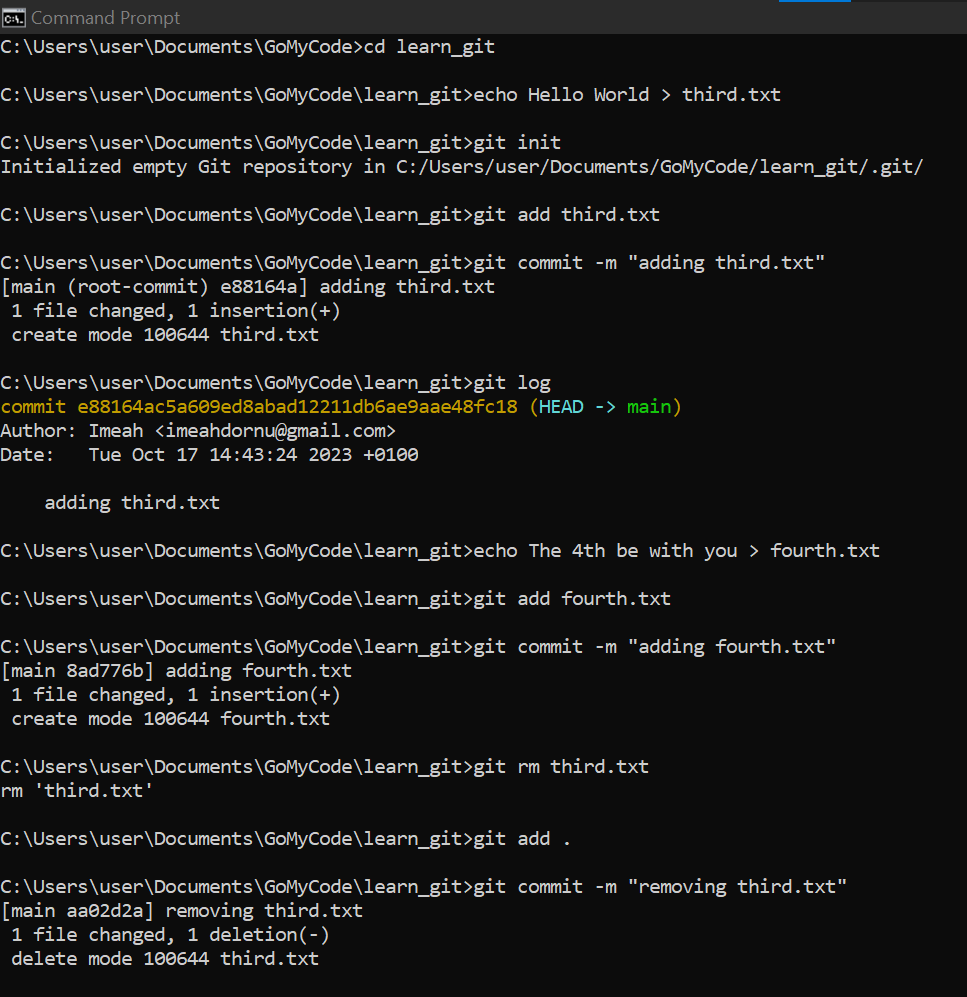 Command Prompt
C:\Users\user\Documents\GoMyCode>cd learn_git
C:\Users\user\Documents\GoMyCode\learn_git>echo Hello World > third.txt
C:\Users\user\Documents\GoMyCode\learn_git>git init
Initialized empty Git repository in C:/Users/user/Documents/GoMyCode/learn_git/.git/
C:\Users\user\Documents\GoMyCode\learn_git>git add third.txt
C:\Users\user\Documents\GoMyCode\learn_git>git commit -m "adding third.txt"
[main (root-commit) e88164a] adding third.txt
 1 file changed, 1 insertion(+)
 create mode 100644 third.txt
C:\Users\user\Documents\GoMyCode\learn_git>git log
commit e88164ac5a609ed8abad12211db6ae9aae48fc18 (HEAD -> main)
Author: Imeah <imeahdornu@gmail.com>
Date:   Tue Oct 17 14:43:24 2023 +0100
    adding third.txt
C:\Users\user\Documents\GoMyCode\learn_git>echo The 4th be with you > fourth.txt
C:\Users\user\Documents\GoMyCode\learn_git>git add fourth.txt
C:\Users\user\Documents\GoMyCode\learn_git>git commit -m "adding fourth.txt"
[main 8ad776b] adding fourth.txt
 1 file changed, 1 insertion(+)
 create mode 100644 fourth.txt
C:\Users\user\Documents\GoMyCode\learn_git>git rm third.txt
rm 'third.txt'
C:\Users\user\Documents\GoMyCode\learn_git>git add .
C:\Users\user\Documents\GoMyCode\learn_git>git commit -m "removing third.txt"
[main aa02d2a] removing third.txt
 1 file changed, 1 deletion(-)
 delete mode 100644 third.txt